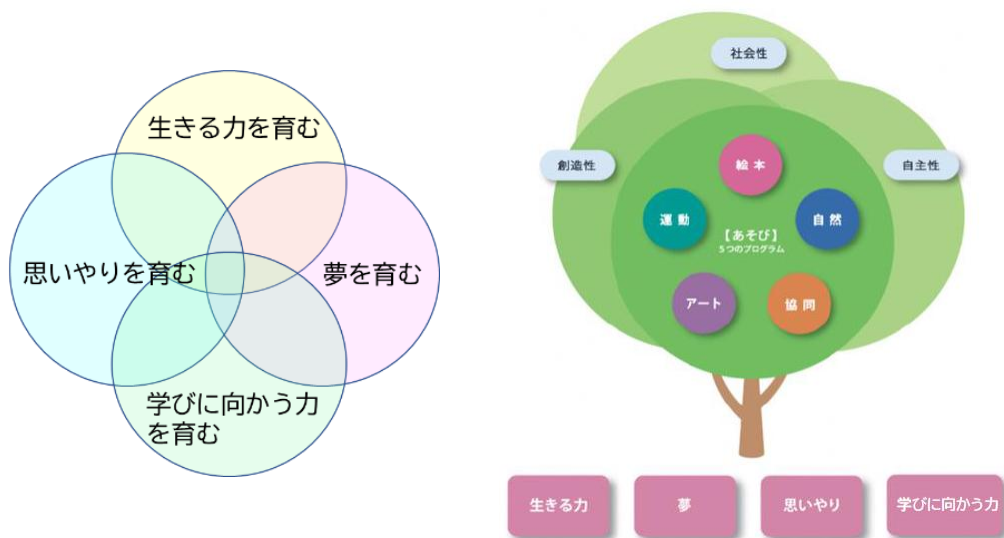 生きる力を育む
思いやりを育む
夢を育む
学びに向かう力
を育む
社会性
創造性
自主性
絵本
運動
自然
【あそび】
5つのプログラム
アート
協同
生きる力
夢
思いやり
学びに向かう力